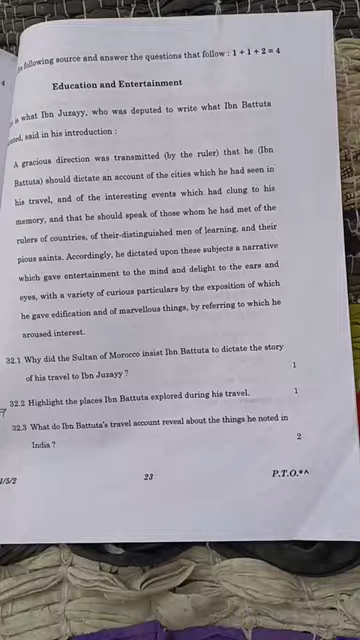 following source and answer the questions that follow : 1 + 1 + 2 = 4
Education and Entertainment
is what Ibn Juzayy, who was deputed to write what Ibn Battuta
said in his introduction :
A gracious direction was transmitted (by the ruler) that he (Ibn
Battuta) should dictate an account of the cities which he had seen in
his travel, and of the interesting events which had clung to his
memory, and that he should speak of those whom he had met of the
rulers of countries, of their-distinguished men of learning, and their
pious saints. Accordingly, he dictated upon these subjects a narrative
which gave entertainment to the mind and delight to the ears and
eyes, with a variety of curious particulars by the exposition of which
he gave edification and of marvellous things, by referring to which he
aroused interest.
32.1 Why did the Sultan of Morocco insist Ibn Battuta to dictate the story
of his travel to Ibn Juzayy ? 1
32.2 Highlight the places Ibn Battuta explored during his travel. 1
32.3 What do Ibn Battuta's travel account reveal about the things he noted in
India ? 2
1/5/2 23 P.T.O.*^